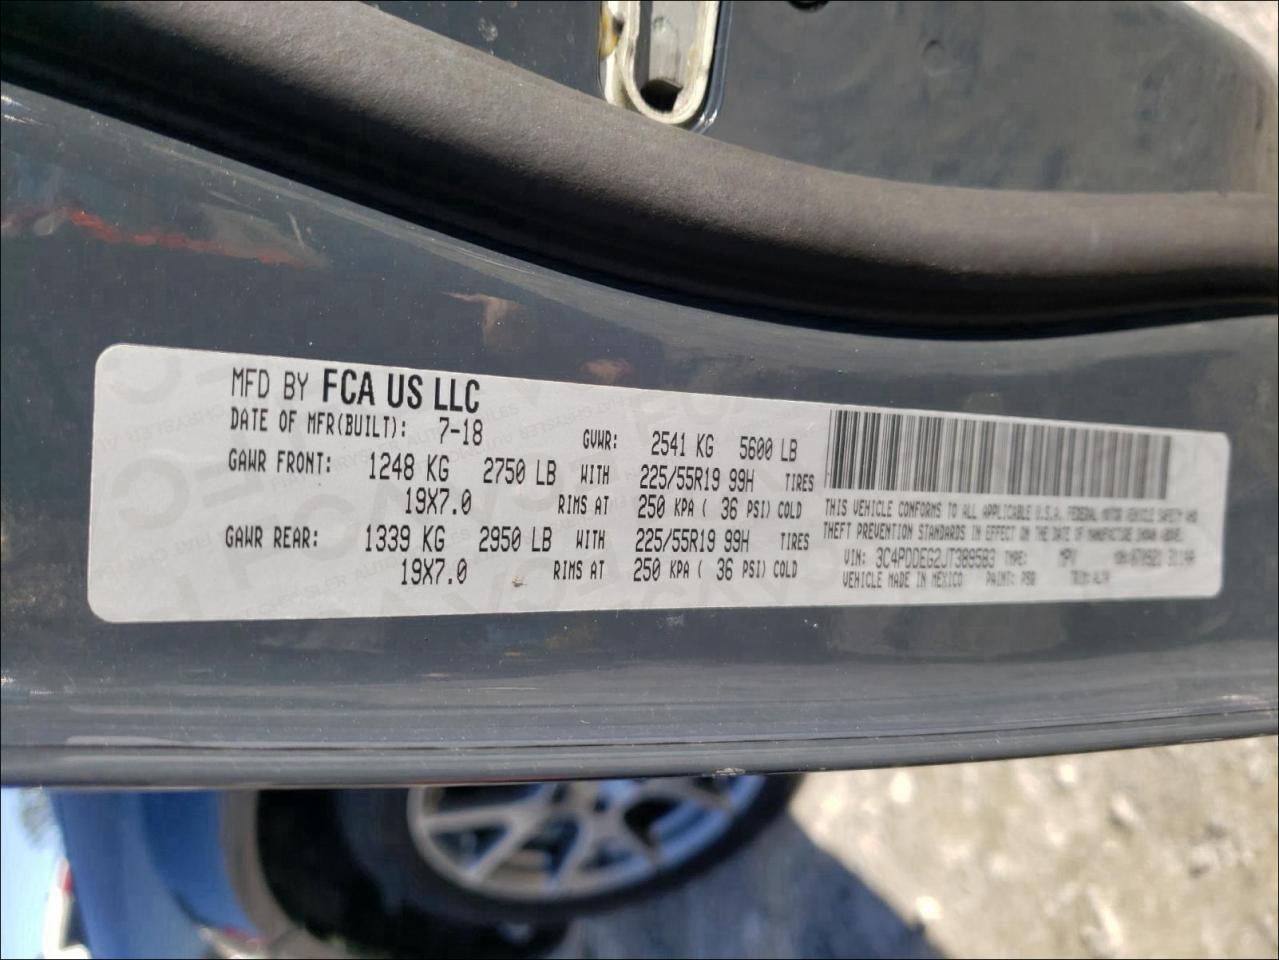 MFD BY FCA US LLC
DATE OF MFR(BUILT): 7-18 GVWR: 2541 KG 5600 LB
GAWR FRONT: 1248 KG 2750 LB WITH 225/55R19 99H TIRES
19X7.0 RIMS AT 250 KPA ( 36 PSI) COLD
GAWR REAR: 1339 KG 2950 LB WITH 225/55R19 99H TIRES
19X7.0 RIMS AT 250 KPA ( 36 PSI) COLD
THIS VEHICLE CONFORMS TO ALL APPLICABLE U.S.A. FEDERAL MOTOR VEHICLE SAFETY AND
THEFT PREVENTION STANDARDS IN EFFECT ON THE DATE OF MANUFACTURE SHOWN ABOVE.
VIN: 3C4PDDEG2JT389583 TYPE: MPV
VEHICLE MADE IN MEXICO PAINT: PSB TRIM: